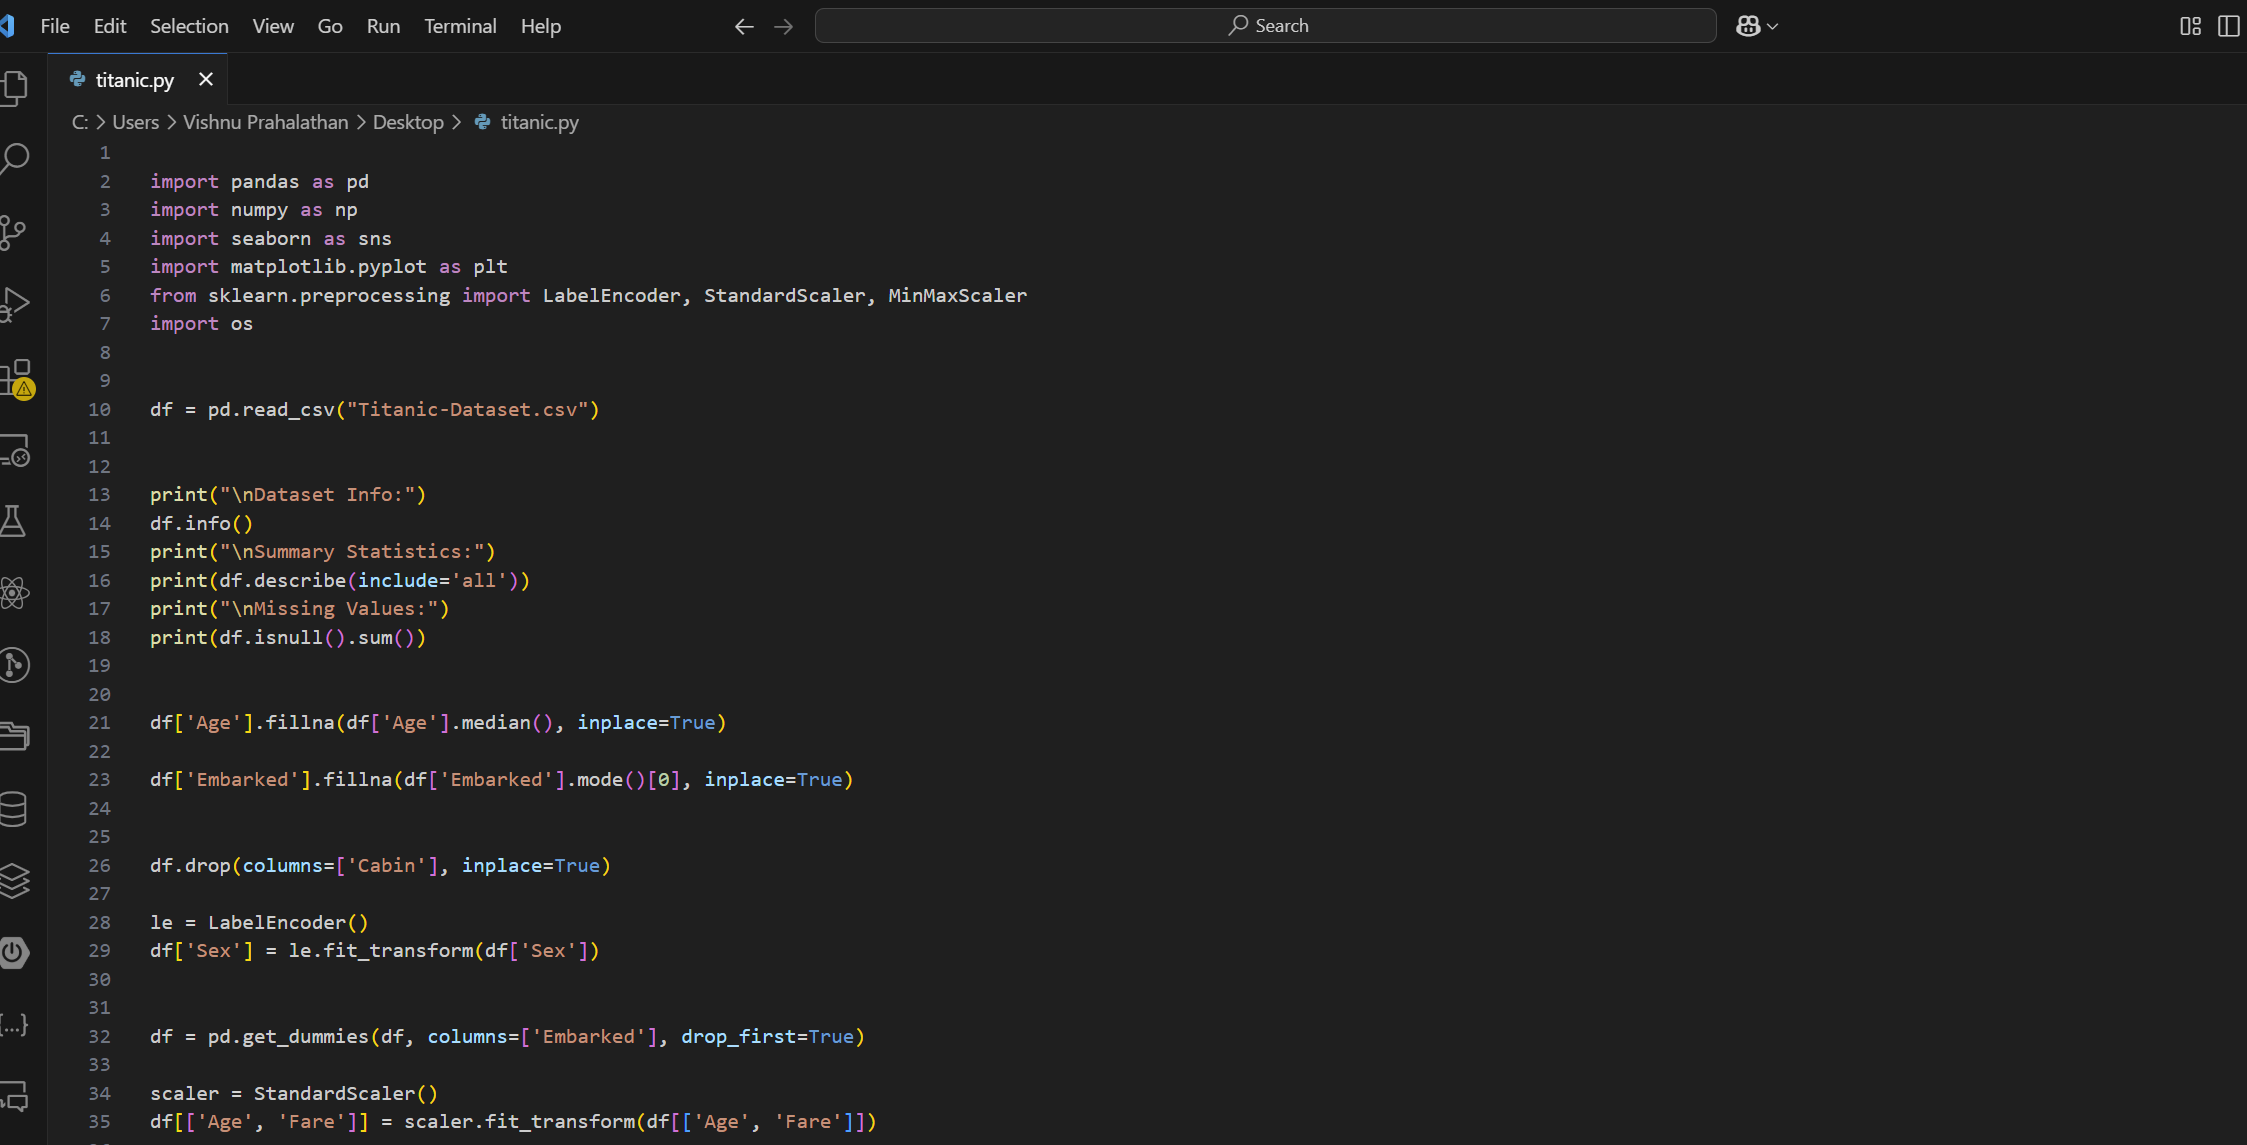 File Edit Selection View Go Run Terminal Help Search
titanic.py
C: > Users > Vishnu Prahalathan > Desktop > titanic.py
1
2 import pandas as pd
3 import numpy as np
4 import seaborn as sns
5 import matplotlib.pyplot as plt
6 from sklearn.preprocessing import LabelEncoder, StandardScaler, MinMaxScaler
7 import os
8
9
10 df = pd.read_csv("Titanic-Dataset.csv")
11
12
13 print("\nDataset Info:")
14 df.info()
15 print("\nSummary Statistics:")
16 print(df.describe(include='all'))
17 print("\nMissing Values:")
18 print(df.isnull().sum())
19
20
21 df['Age'].fillna(df['Age'].median(), inplace=True)
22
23 df['Embarked'].fillna(df['Embarked'].mode()[0], inplace=True)
24
25
26 df.drop(columns=['Cabin'], inplace=True)
27
28 le = LabelEncoder()
29 df['Sex'] = le.fit_transform(df['Sex'])
30
31
32 df = pd.get_dummies(df, columns=['Embarked'], drop_first=True)
33
34 scaler = StandardScaler()
35 df[['Age', 'Fare']] = scaler.fit_transform(df[['Age', 'Fare']])